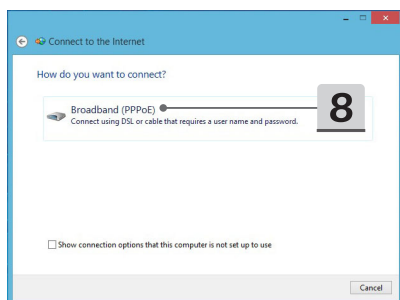 Connect to the Internet
How do you want to connect?
Broadband (PPPoE)
Connect using DSL or cable that requires a user name and password.
8
Show connection options that this computer is not set up to use
Cancel